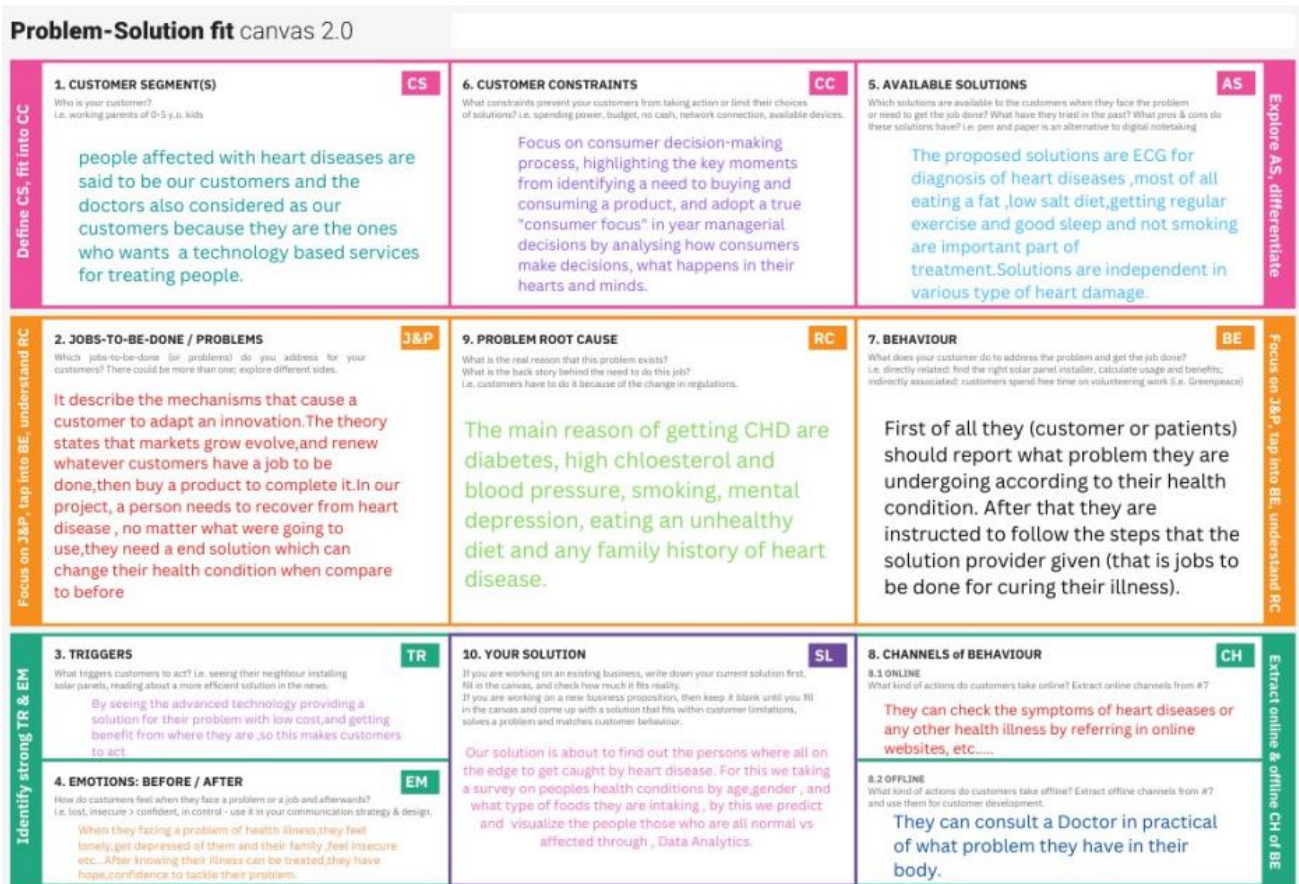 Problem-Solution fit canvas 2.0
Define CS, fit into CC
1. CUSTOMER SEGMENT(S)
CS
Who is your customer?
i.e. working parents of 0-5 y.o. kids
people affected with heart diseases are
said to be our customers and the
doctors also considered as our
customers because they are the ones
who wants a technology based services
for treating people.
6. CUSTOMER CONSTRAINTS
CC
What constraints prevent your customers from taking action or limit their choices
of solutions? i.e. spending power, budget, no cash, network connection, available devices.
Focus on consumer decision-making
process, highlighting the key moments
from identifying a need to buying and
consuming a product, and adopt a true
"consumer focus" in year managerial
decisions by analysing how consumers
make decisions, what happens in their
hearts and minds.
5. AVAILABLE SOLUTIONS
AS
Which solutions are available to the customers when they face the problem
or need to get the job done? What have they tried in the past? What pros & cons do
these solutions have? i.e. pen and paper is an alternative to digital notetaking
The proposed solutions are ECG for
diagnosis of heart diseases ,most of all
eating a fat ,low salt diet,getting regular
exercise and good sleep and not smoking
are important part of
treatment.Solutions are independent in
various type of heart damage.
Explore AS, differentiate
Focus on J&P, tap into BE, understand RC
2. JOBS-TO-BE-DONE / PROBLEMS
J&P
Which jobs-to-be-done (or problems) do you address for your
customers? There could be more than one; explore different sides.
It describe the mechanisms that cause a
customer to adapt an innovation.The theory
states that markets grow evolve,and renew
whatever customers have a job to be
done,then buy a product to complete it.In our
project, a person needs to recover from heart
disease , no matter what were going to
use,they need a end solution which can
change their health condition when compare
to before
9. PROBLEM ROOT CAUSE
RC
What is the real reason that this problem exists?
What is the back story behind the need to do this job?
i.e. customers have to do it because of the change in regulations.
The main reason of getting CHD are
diabetes, high chloesterol and
blood pressure, smoking, mental
depression, eating an unhealthy
diet and any family history of heart
disease.
7. BEHAVIOUR
BE
What does your customer do to address the problem and get the job done?
i.e. directly related: find the right solar panel installer, calculate usage and benefits;
indirectly associated: customers spend free time on volunteering work (i.e. Greenpeace)
First of all they (customer or patients)
should report what problem they are
undergoing according to their health
condition. After that they are
instructed to follow the steps that the
solution provider given (that is jobs to
be done for curing their illness).
Focus on J&P, tap into BE, understand RC
Identify strong TR & EM
3. TRIGGERS
TR
What triggers customers to act? i.e. seeing their neighbour installing
solar panels, reading about a more efficient solution in the news.
By seeing the advanced technology providing a
solution for their problem with low cost,and getting
benefit from where they are ,so this makes customers
to act.
4. EMOTIONS: BEFORE / AFTER
EM
How do customers feel when they face a problem or a job and afterwards?
i.e. lost, insecure > confident, in control - use it in your communication strategy & design.
When they facing a problem of health illness,they feel
lonely,get depressed of them and their family ,feel insecure
etc...After knowing their illness can be treated,they have
hope,confidence to tackle their problem.
10. YOUR SOLUTION
SL
If you are working on an existing business, write down your current solution first,
fill in the canvas, and check how much it fits reality.
If you are working on a new business proposition, then keep it blank until you fill
in the canvas and come up with a solution that fits within customer limitations,
solves a problem and matches customer behaviour.
Our solution is about to find out the persons where all on
the edge to get caught by heart disease. For this we taking
a survey on peoples health conditions by age,gender , and
what type of foods they are intaking , by this we predict
and visualize the people those who are all normal vs
affected through , Data Analytics.
8. CHANNELS of BEHAVIOUR
CH
8.1 ONLINE
What kind of actions do customers take online? Extract online channels from #7
They can check the symptoms of heart diseases or
any other health illness by referring in online
websites, etc.....
8.2 OFFLINE
What kind of actions do customers take offline? Extract offline channels from #7
and use them for customer development.
They can consult a Doctor in practical
of what problem they have in their
body.
Extract online & offline CH of BE